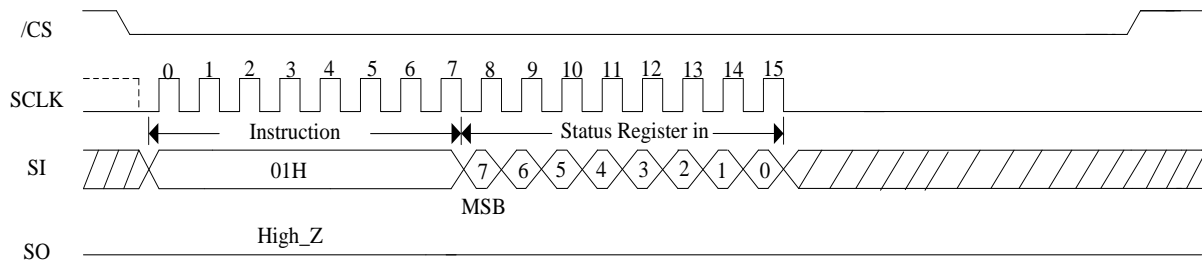 /CS
0 1 2 3 4 5 6 7 8 9 10 11 12 13 14 15
SCLK
Instruction Status Register in
SI 01H 7 6 5 4 3 2 1 0
MSB
High_Z
SO